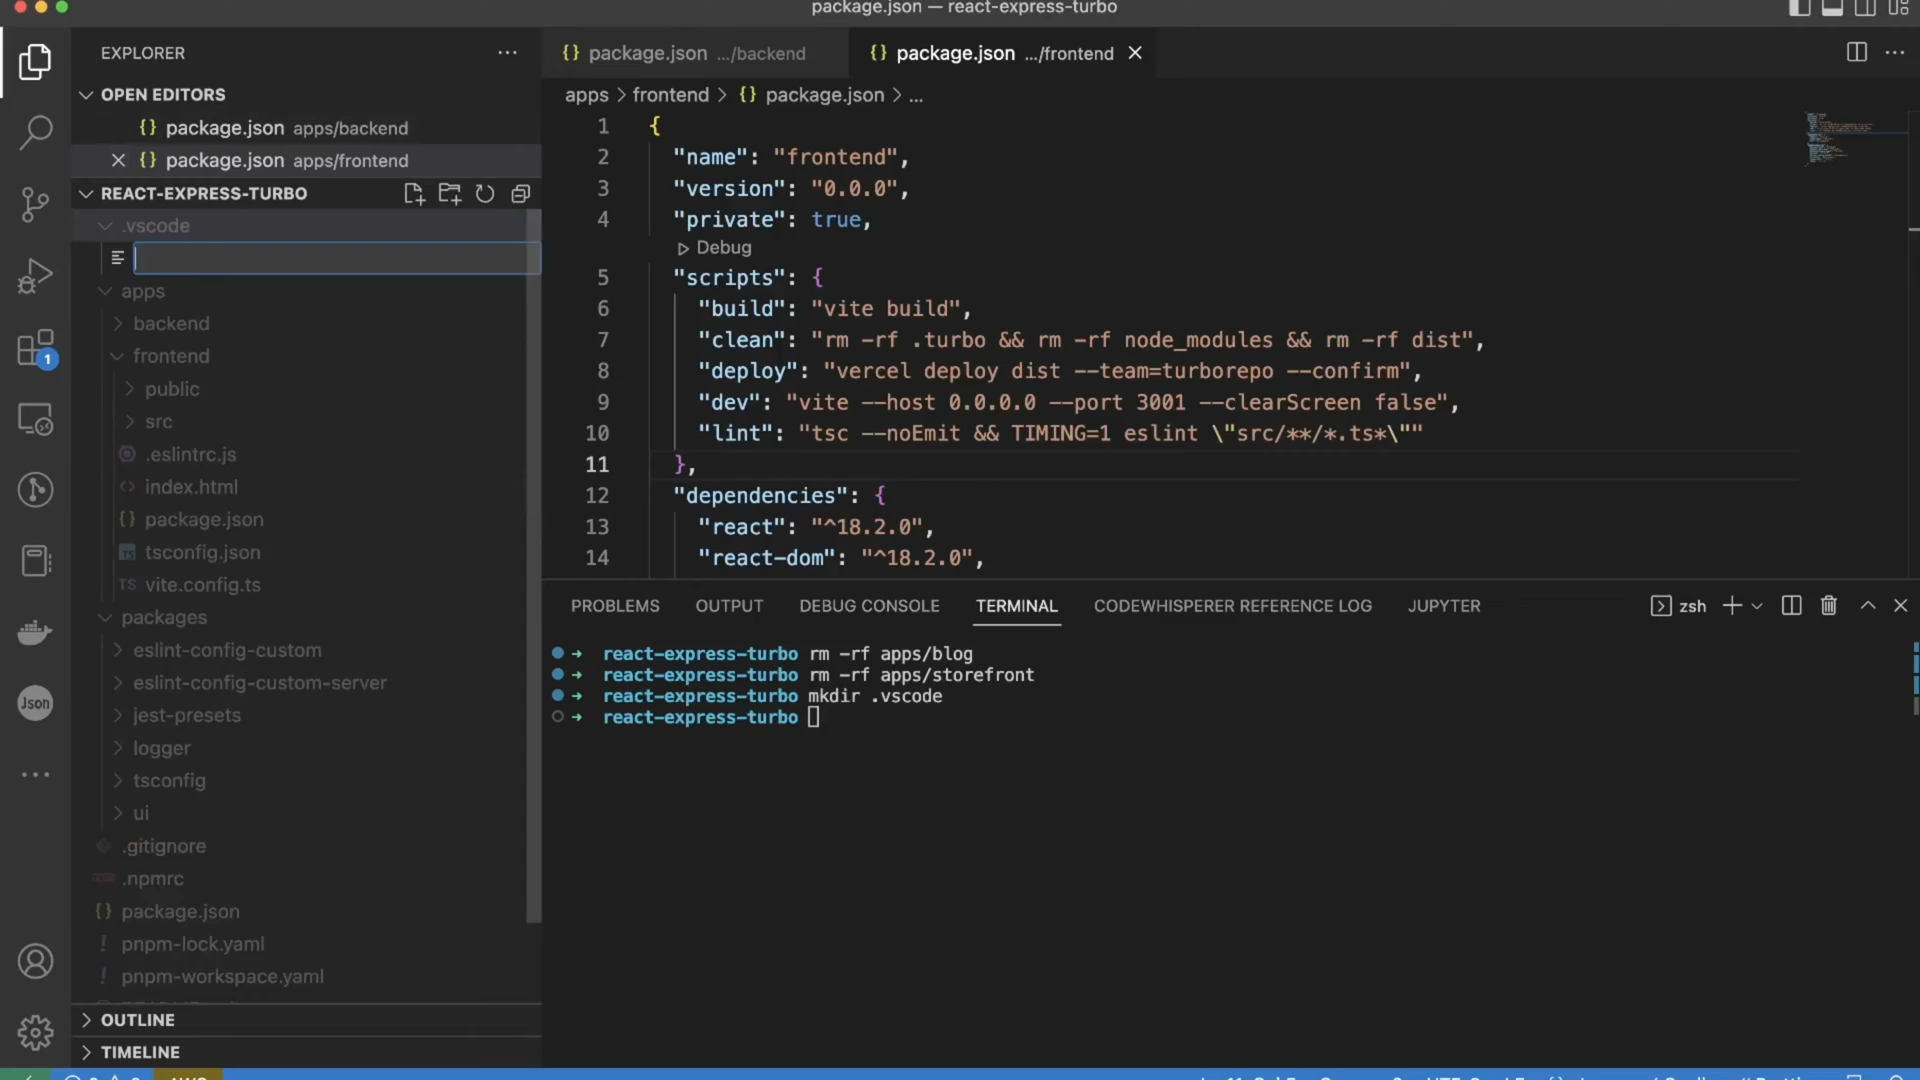 package.json — react-express-turbo
EXPLORER
OPEN EDITORS
{} package.json apps/backend
{} package.json apps/frontend
REACT-EXPRESS-TURBO
.vscode
apps
backend
frontend
public
src
.eslintrc.js
index.html
{} package.json
TS tsconfig.json
TS vite.config.ts
packages
eslint-config-custom
eslint-config-custom-server
jest-presets
logger
tsconfig
ui
.gitignore
.npmrc
{} package.json
! pnpm-lock.yaml
! pnpm-workspace.yaml
OUTLINE
TIMELINE
1
Json
{} package.json .../backend
{} package.json .../frontend
apps > frontend > {} package.json > ...
1 {
2 "name": "frontend",
3 "version": "0.0.0",
4 "private": true,
Debug
5 "scripts": {
6 "build": "vite build",
7 "clean": "rm -rf .turbo && rm -rf node_modules && rm -rf dist",
8 "deploy": "vercel deploy dist --team=turborepo --confirm",
9 "dev": "vite --host 0.0.0.0 --port 3001 --clearScreen false",
10 "lint": "tsc --noEmit && TIMING=1 eslint \"src/**/*.ts*\""
11 },
12 "dependencies": {
13 "react": "^18.2.0",
14 "react-dom": "^18.2.0",
PROBLEMS OUTPUT DEBUG CONSOLE TERMINAL CODEWHISPERER REFERENCE LOG JUPYTER zsh
➜ react-express-turbo rm -rf apps/blog
➜ react-express-turbo rm -rf apps/storefront
➜ react-express-turbo mkdir .vscode
➜ react-express-turbo